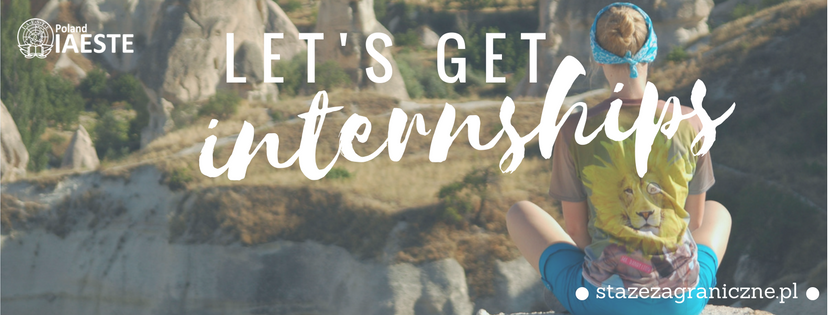 Poland
IAESTE
LET'S GET
internships
stazezagraniczne.pl